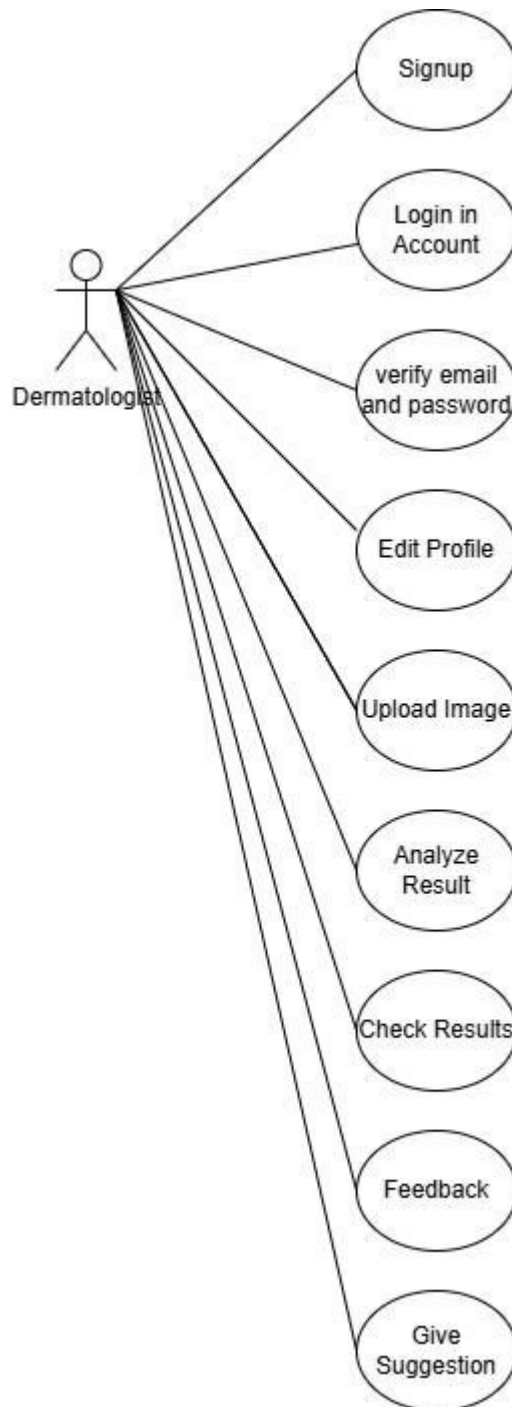 Signup
Login in
Account
Dermatologist
verify email
and password
Edit Profile
Upload Image
Analyze
Result
Check Results
Feedback
Give
Suggestion